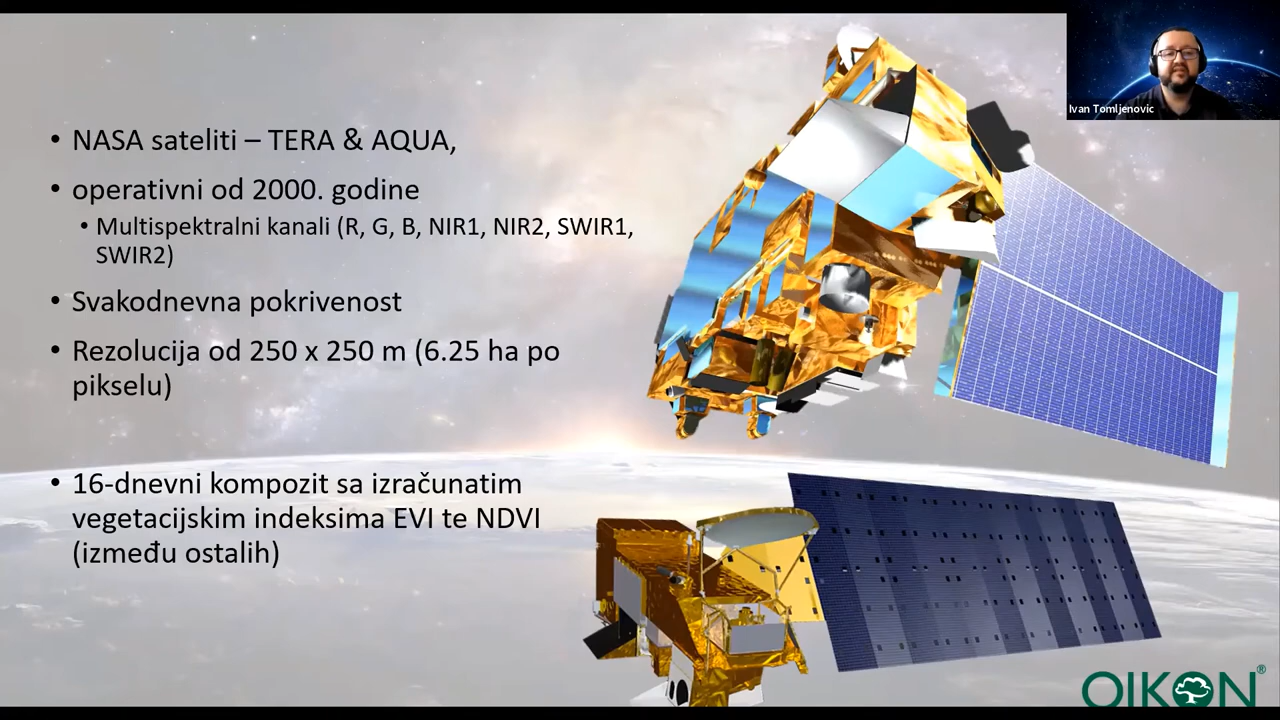 • NASA sateliti – TERA & AQUA,
• operativni od 2000. godine
• Multispektralni kanali (R, G, B, NIR1, NIR2, SWIR1,
SWIR2)
• Svakodnevna pokrivenost
• Rezolucija od 250 x 250 m (6.25 ha po
pikselu)
• 16-dnevni kompozit sa izračunatim
vegetacijskim indeksima EVI te NDVI
(između ostalih)
Ivan Tomljenovic
OIKON®